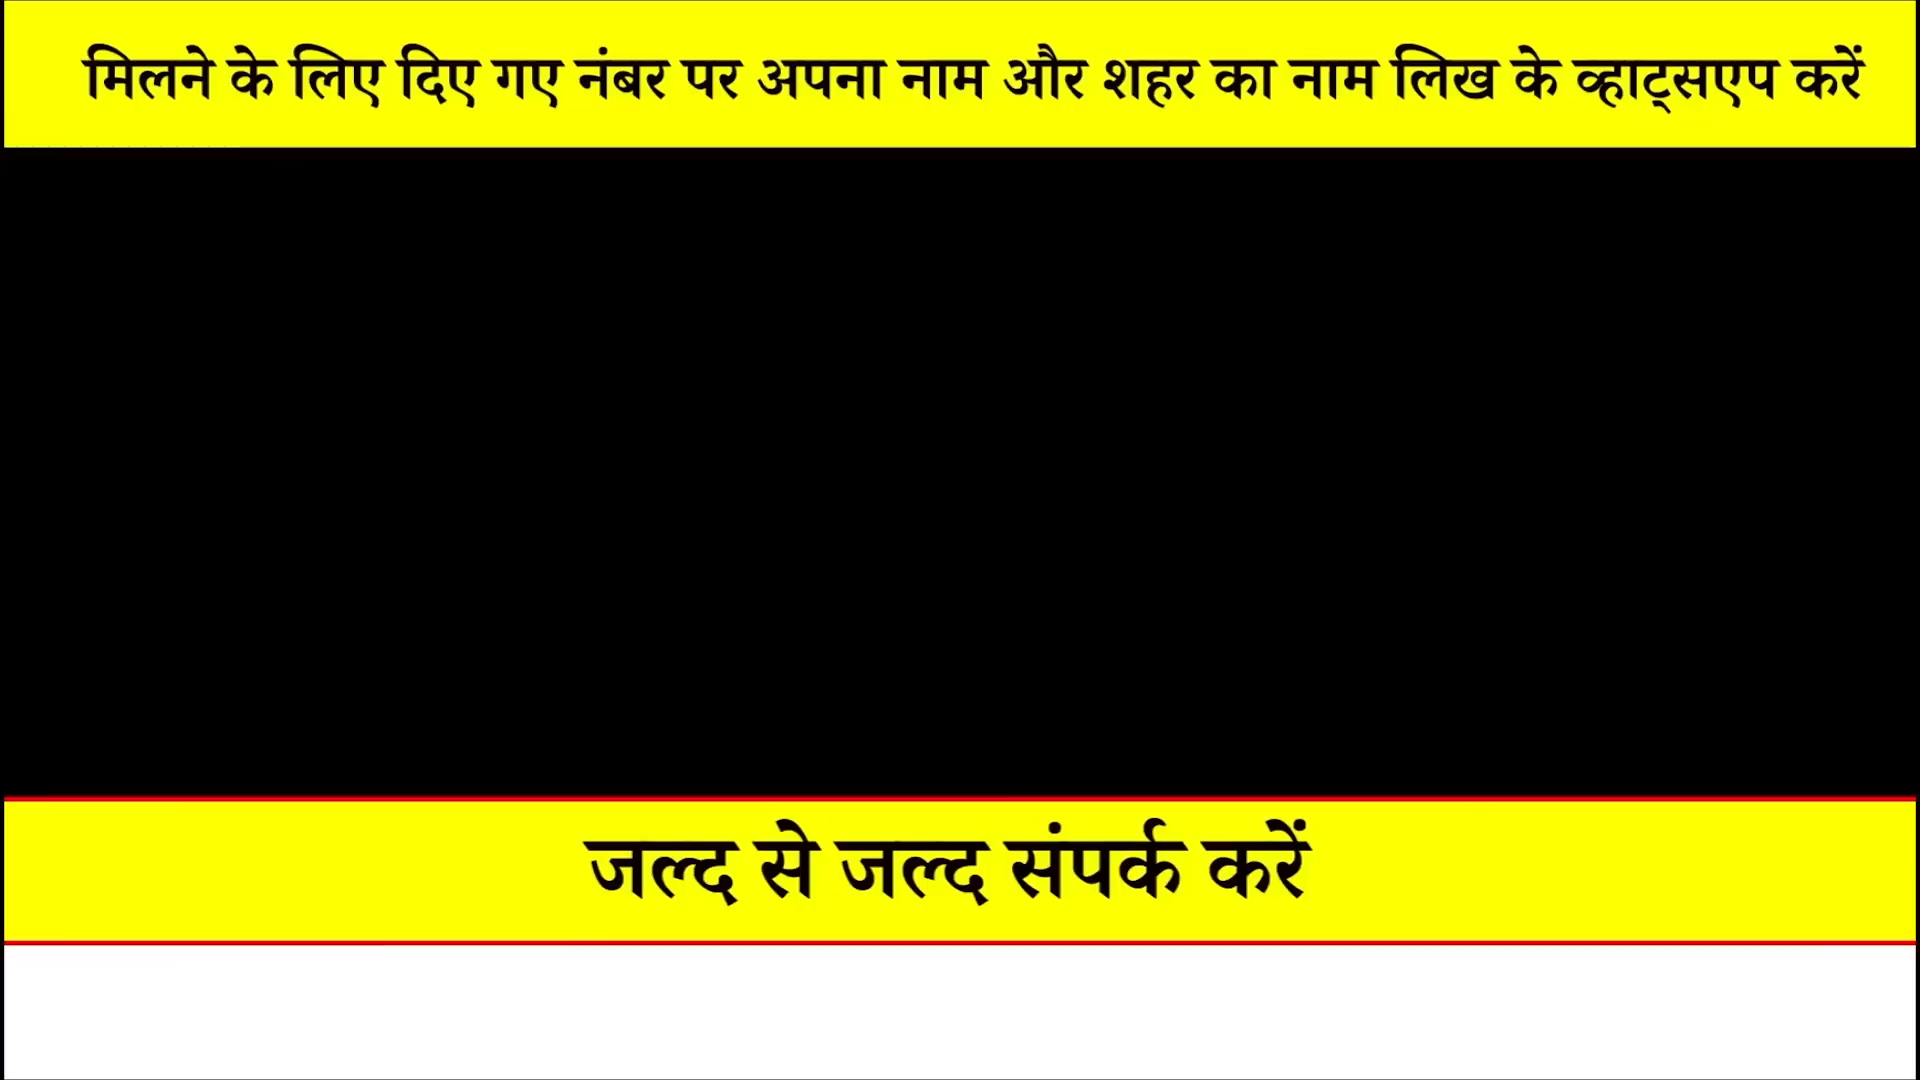 मिलने के लिए दिए गए नंबर पर अपना नाम और शहर का नाम लिख के व्हाट्सएप करें
जल्द से जल्द संपर्क करें